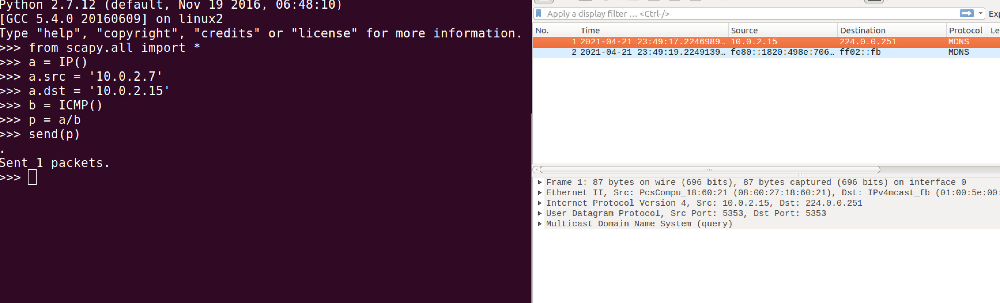 Python 2.7.12 (default, Nov 19 2016, 06:48:10)
[GCC 5.4.0 20160609] on linux2
Type "help", "copyright", "credits" or "license" for more information.
>>> from scapy.all import *
>>> a = IP()
>>> a.src = '10.0.2.7'
>>> a.dst = '10.0.2.15'
>>> b = ICMP()
>>> p = a/b
>>> send(p)
.
Sent 1 packets.
>>>
Apply a display filter … <Ctrl-/> Exp
No. Time Source Destination Protocol Le
1 2021-04-21 23:49:17.2246989… 10.0.2.15 224.0.0.251 MDNS
2 2021-04-21 23:49:19.2249139… fe80::1820:498e:706… ff02::fb MDNS
Frame 1: 87 bytes on wire (696 bits), 87 bytes captured (696 bits) on interface 0
Ethernet II, Src: PcsCompu_18:60:21 (08:00:27:18:60:21), Dst: IPv4mcast_fb (01:00:5e:00:
Internet Protocol Version 4, Src: 10.0.2.15, Dst: 224.0.0.251
User Datagram Protocol, Src Port: 5353, Dst Port: 5353
Multicast Domain Name System (query)